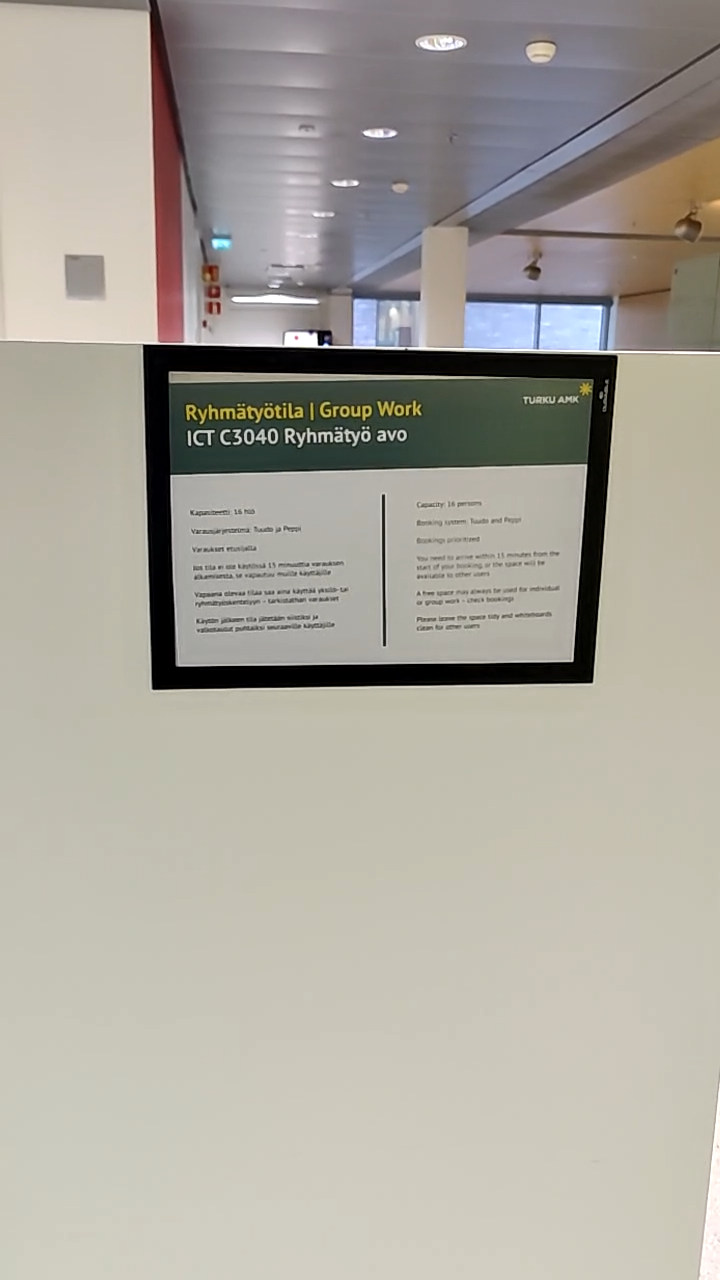 Ryhmätyötila | Group Work
ICT C3040 Ryhmätyö avo
TURKU AMK
Kapasiteetti: 16 hlö
Varausjärjestelmä: Tuudo ja Peppi
Varaukset etusijalla
Jos tila ei ole käytössä 15 minuuttia varauksen
alkamisesta, se vapautuu muille käyttäjille
Vapaana olevaa tilaa saa aina käyttää yksilö- tai
ryhmätyöskentelyyn - tarkistathan varaukset
Käytön jälkeen tila jätetään siistiksi ja
valkotaulut puhtaiksi seuraaville käyttäjille
Capacity: 16 persons
Booking system: Tuudo and Peppi
Bookings prioritized
You need to arrive within 15 minutes from the
start of your booking, or the space will be
available to other users
A free space may always be used for individual
or group work - check bookings
Please leave the space tidy and whiteboards
clean for other users